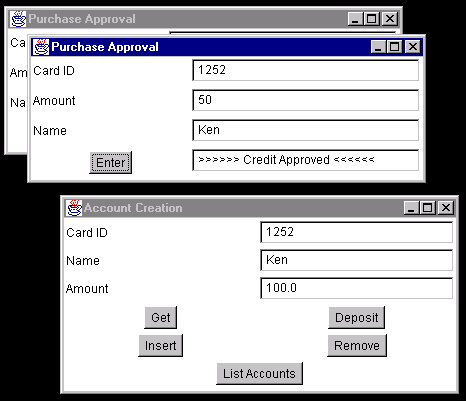 Purchase Approval
Ca
Am
Na
Purchase Approval
Card ID 1252
Amount 50
Name Ken
Enter >>>>>> Credit Approved <<<<<<
Account Creation
Card ID 1252
Name Ken
Amount 100.0
Get Deposit
Insert Remove
List Accounts